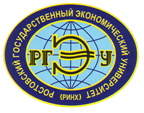 РОСТОВСКИЙ ГОСУДАРСТВЕННЫЙ ЭКОНОМИЧЕСКИЙ УНИВЕРСИТЕТ
РГЭУ
(РИНХ)